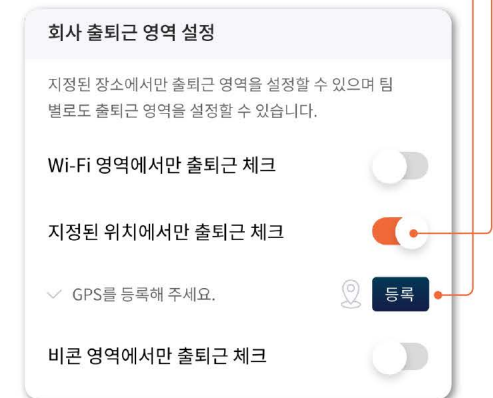 회사 출퇴근 영역 설정
지정된 장소에서만 출퇴근 영역을 설정할 수 있으며 팀
별로도 출퇴근 영역을 설정할 수 있습니다.
Wi-Fi 영역에서만 출퇴근 체크
지정된 위치에서만 출퇴근 체크
GPS를 등록해 주세요.
등록
비콘 영역에서만 출퇴근 체크